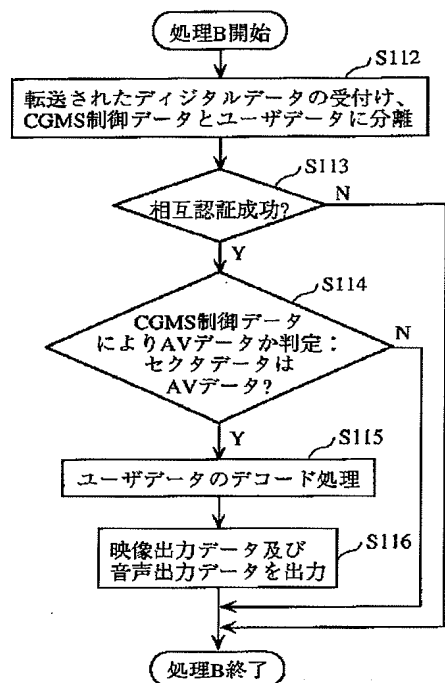 処理B開始
S112
転送されたディジタルデータの受付け、
CGMS制御データとユーザデータに分離
S113
相互認証成功?
N
Y
S114
CGMS制御データ
によりAVデータか判定:
セクタデータは
AVデータ?
N
Y
S115
ユーザデータのデコード処理
S116
映像出力データ及び
音声出力データを出力
処理B終了